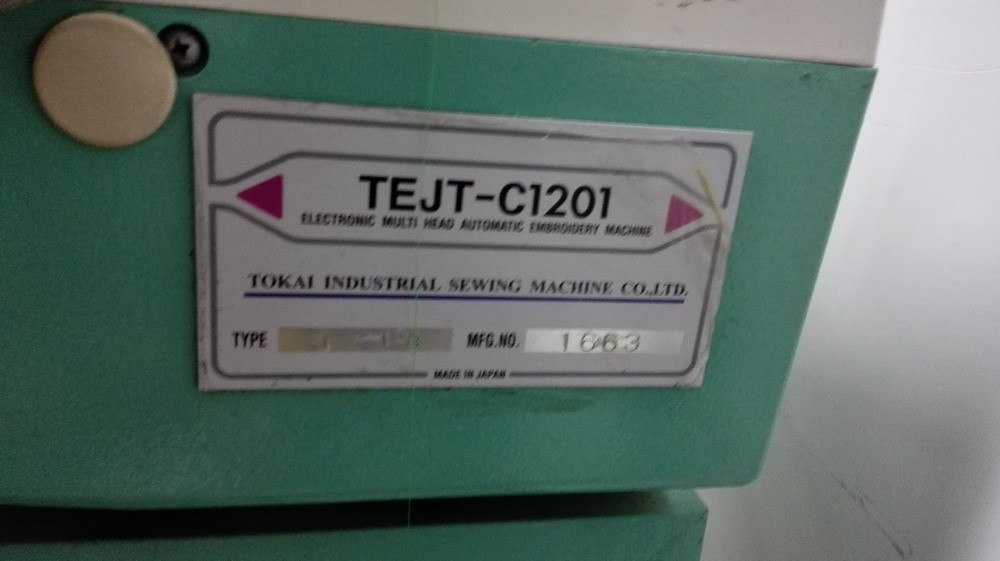 TEJT-C1201
ELECTRONIC MULTI HEAD AUTOMATIC EMBROIDERY MACHINE
TOKAI INDUSTRIAL SEWING MACHINE CO.,LTD.
TYPE MFG.NO. 1663
MADE IN JAPAN